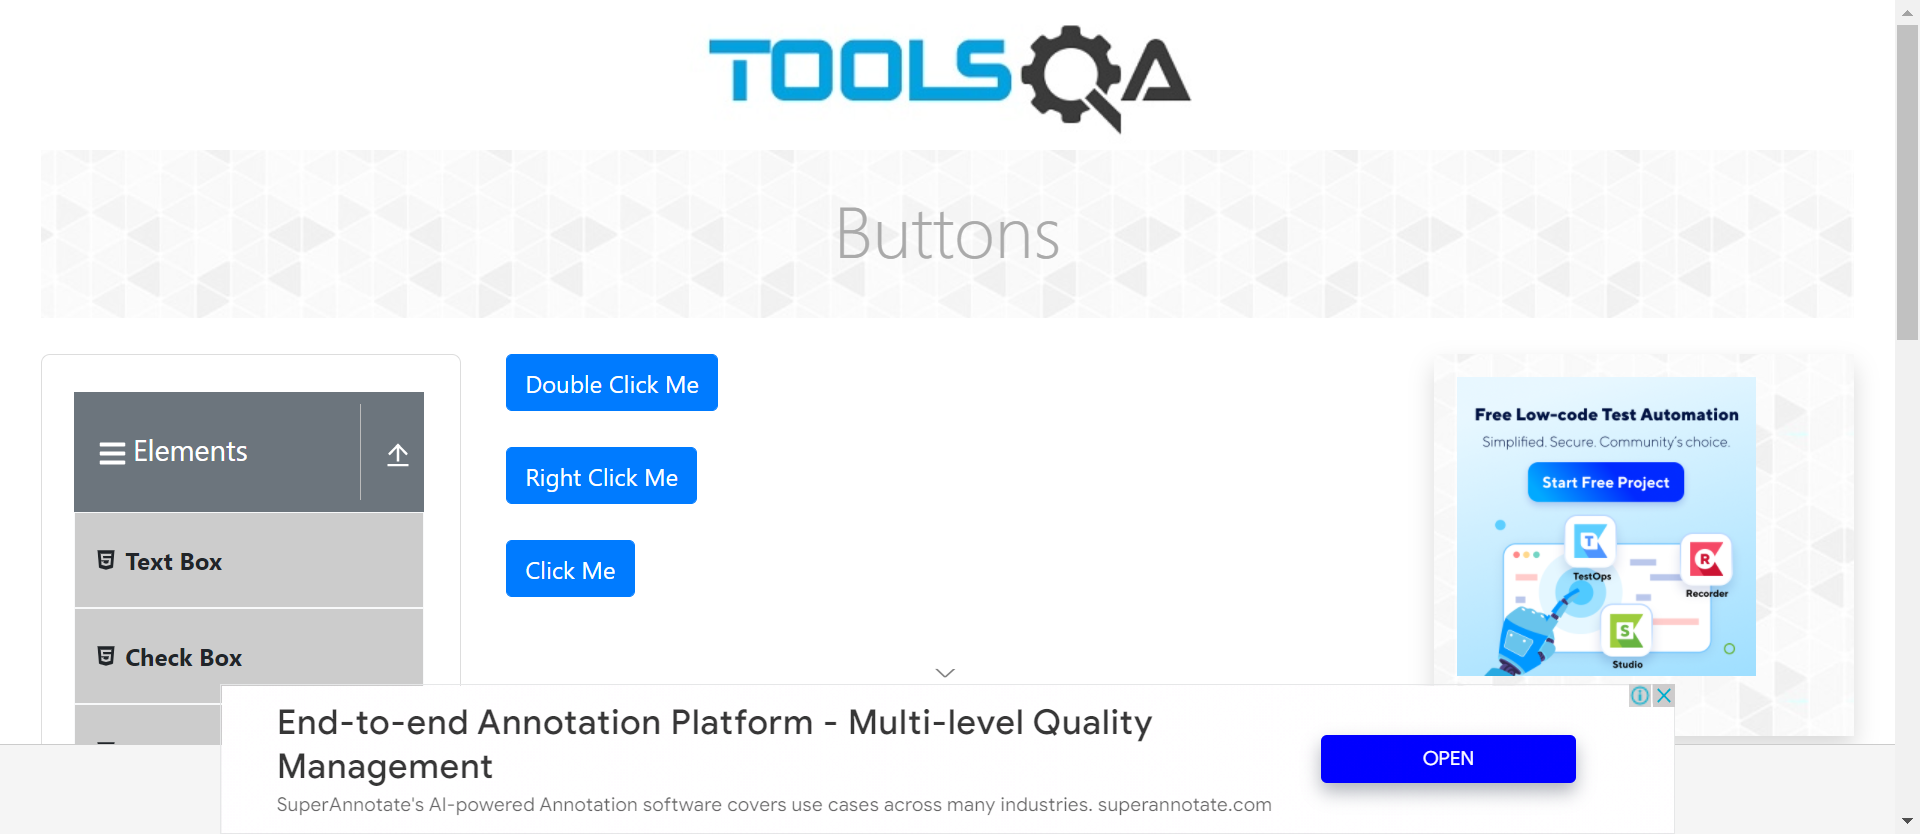 TOOLSQA
Buttons
Elements
Text Box
Check Box
Double Click Me
Right Click Me
Click Me
Free Low-code Test Automation
Simplified. Secure. Community's choice.
Start Free Project
TestOps
Recorder
Studio
End-to-end Annotation Platform - Multi-level Quality
Management
SuperAnnotate's AI-powered Annotation software covers use cases across many industries. superannotate.com
OPEN